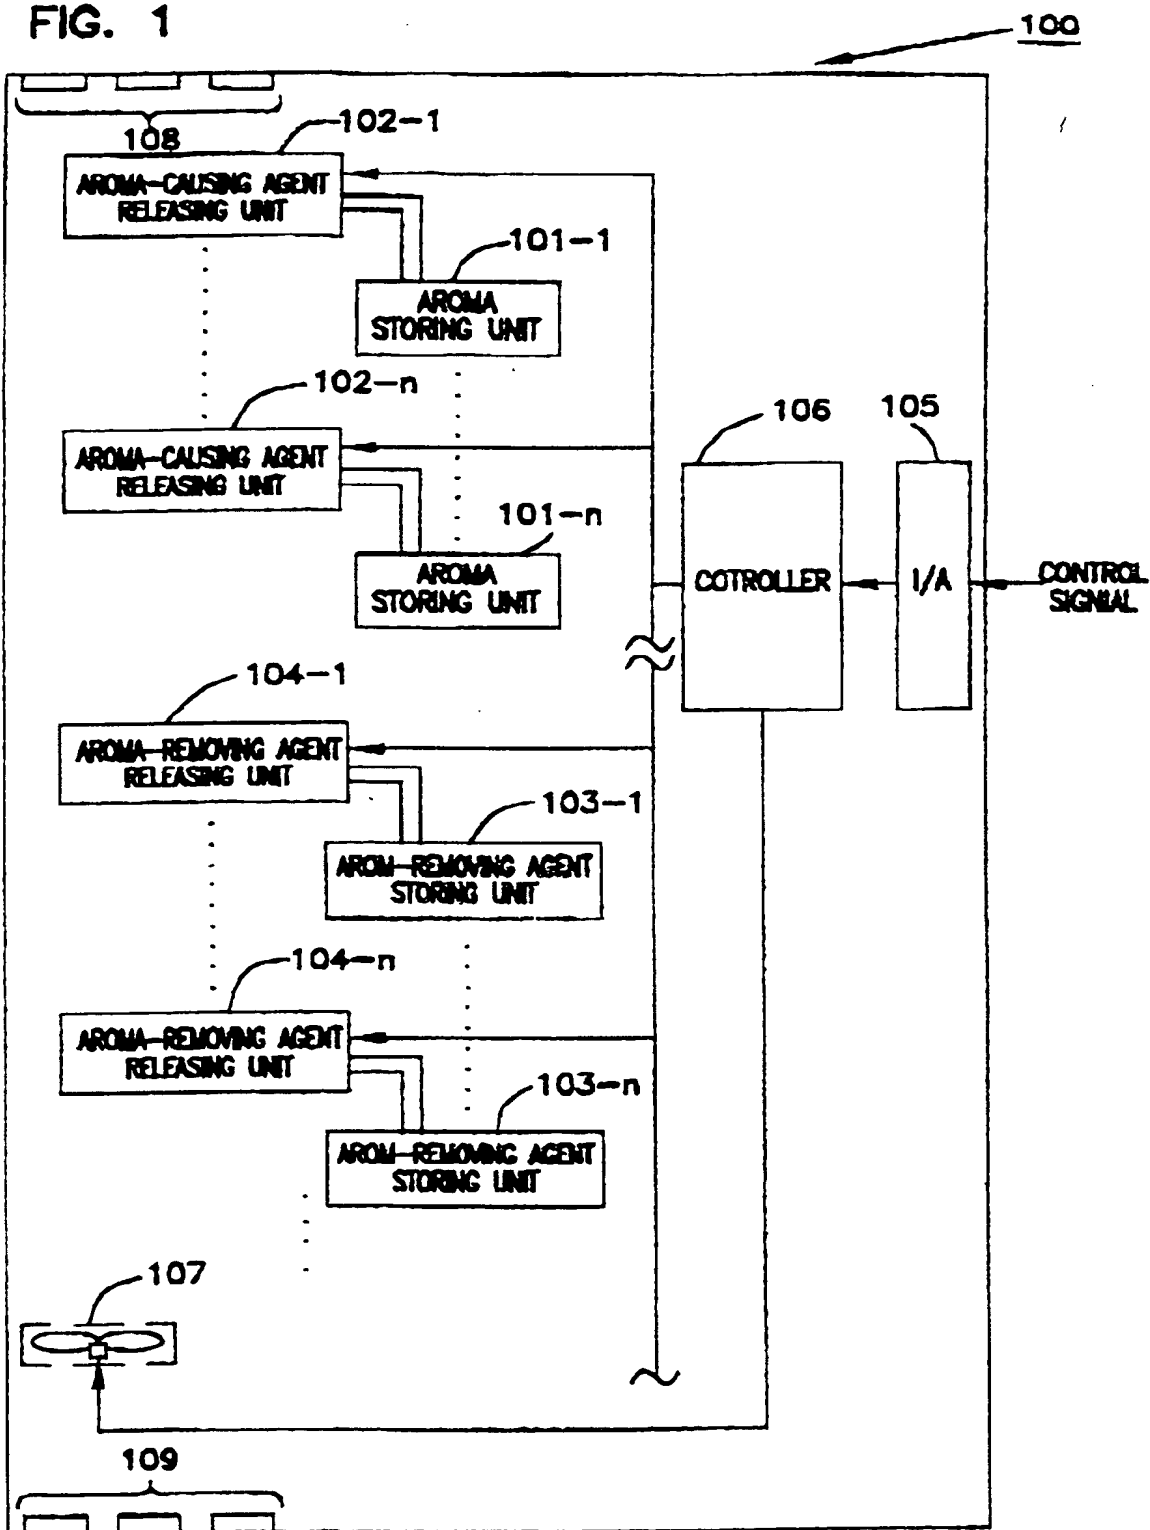 FIG. 1
100
108
102-1
AROMA-CAUSING AGENT
RELEASING UNIT
101-1
AROMA
STORING UNIT
102-n
AROMA-CAUSING AGENT
RELEASING UNIT
101-n
AROMA
STORING UNIT
106
105
COTROLLER
I/A
CONTROL
SIGNIAL
104-1
AROMA-REMOVING AGENT
RELEASING UNIT
103-1
AROM-REMOVING AGENT
STORING UNIT
104-n
AROMA-REMOVING AGENT
RELEASING UNIT
103-n
AROM-REMOVING AGENT
STORING UNIT
107
109